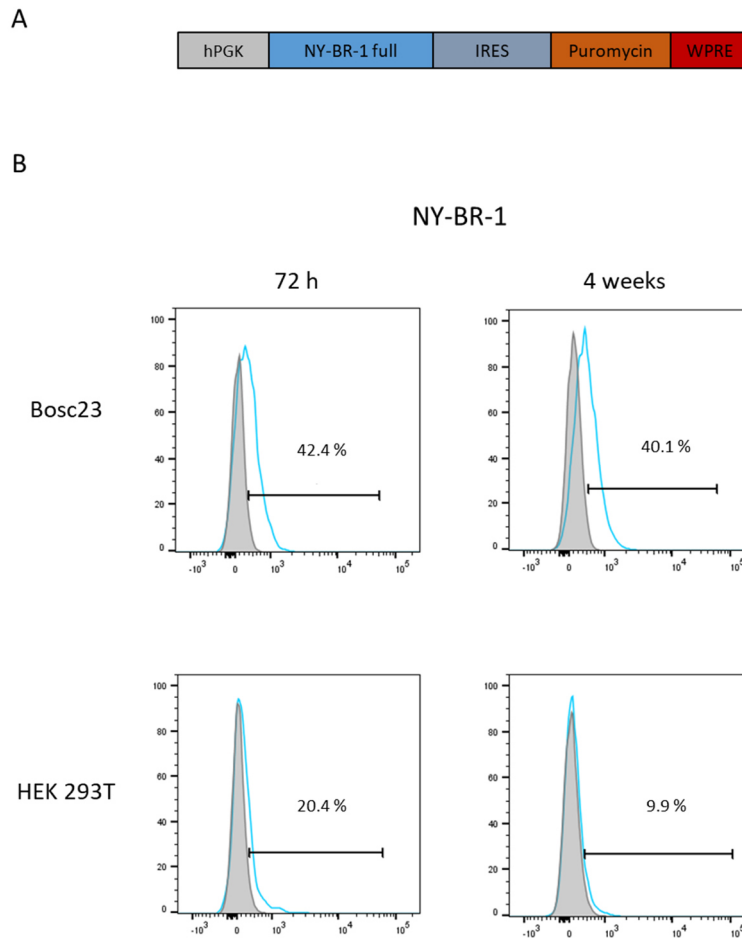 A
hPGK NY-BR-1 full IRES Puromycin WPRE
B
NY-BR-1
72 h 4 weeks
Bosc23
100
80
60
40
20
0
42.4 %
-10³ 0 10³ 10⁴ 10⁵
100
80
60
40
20
0
40.1 %
-10³ 0 10³ 10⁴ 10⁵
HEK 293T
100
80
60
40
20
0
20.4 %
-10³ 0 10³ 10⁴ 10⁵
100
80
60
40
20
0
9.9 %
-10³ 0 10³ 10⁴ 10⁵